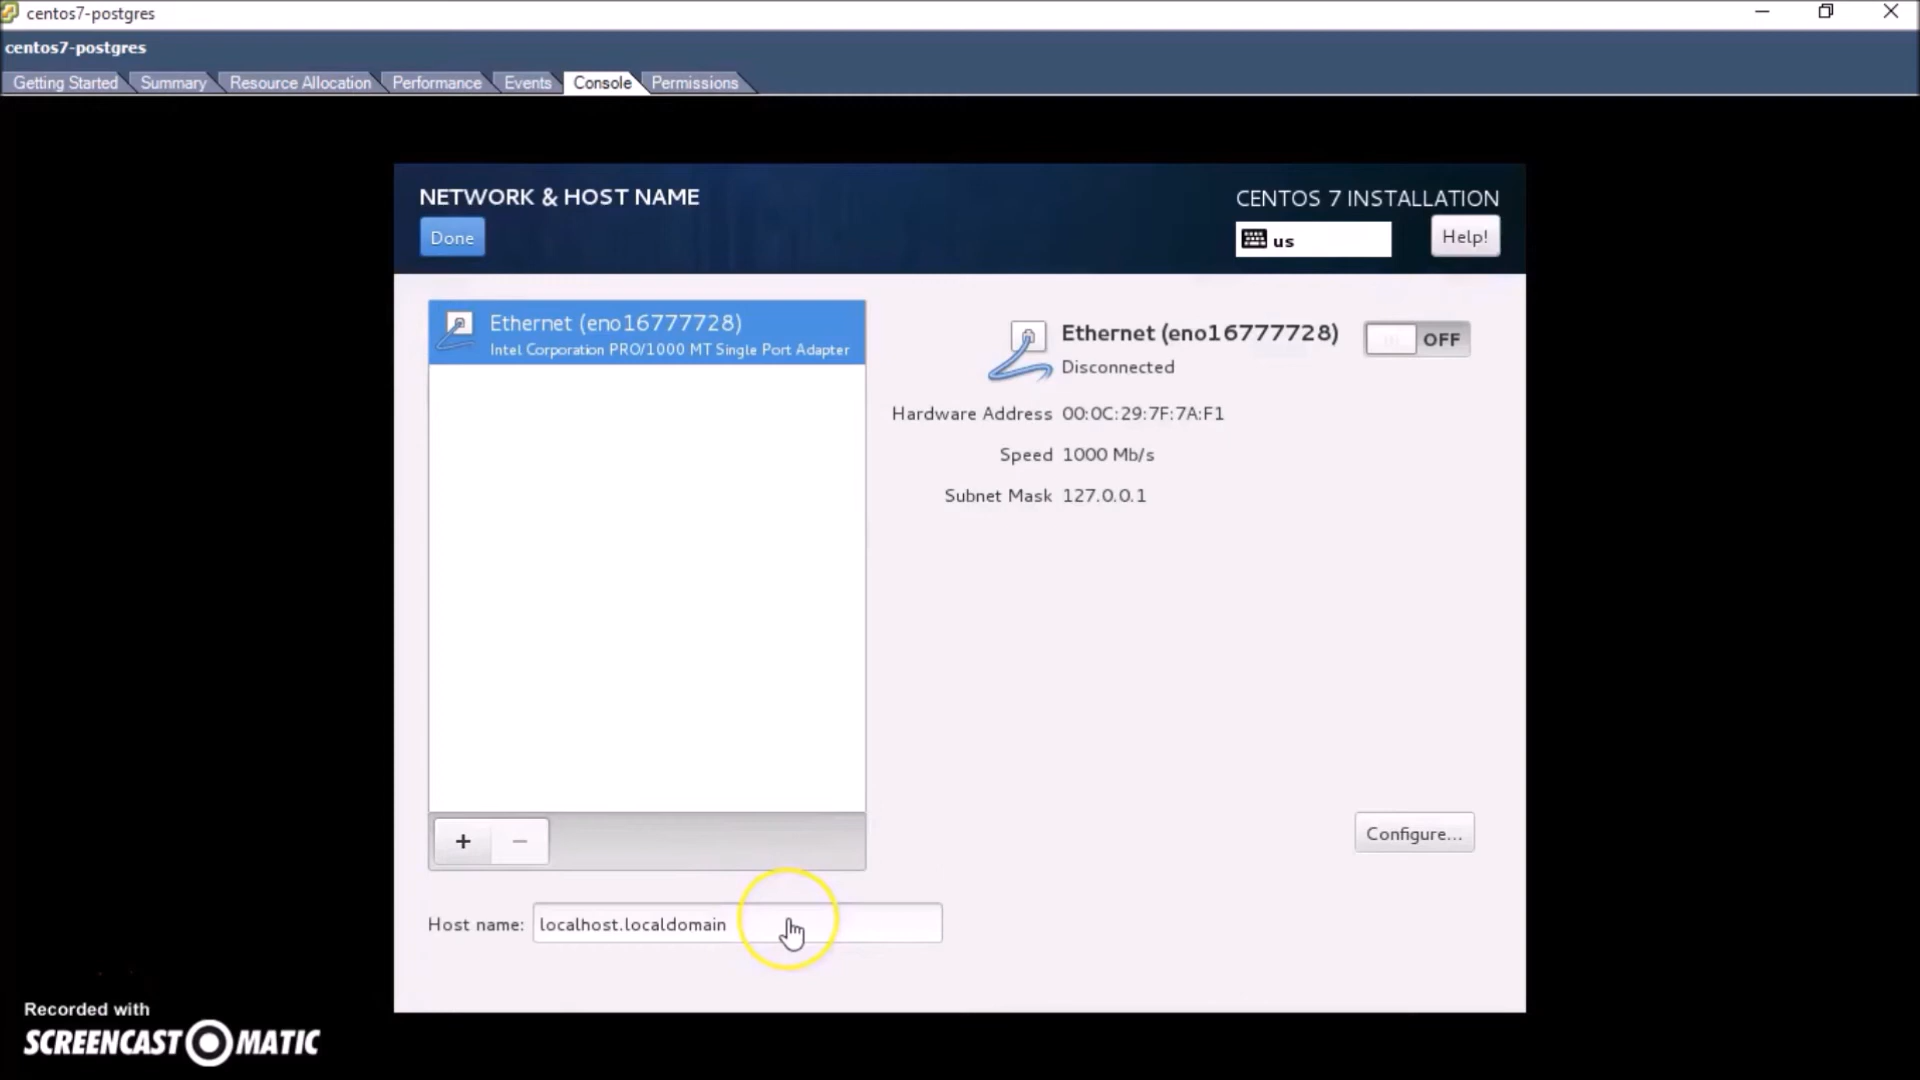 centos7-postgres
centos7-postgres
Getting Started Summary Resource Allocation Performance Events Console Permissions
NETWORK & HOST NAME
CENTOS 7 INSTALLATION
Done
us
Help!
Ethernet (eno16777728)
Intel Corporation PRO/1000 MT Single Port Adapter
Ethernet (eno16777728)
OFF
Disconnected
Hardware Address 00:0C:29:7F:7A:F1
Speed 1000 Mb/s
Subnet Mask 127.0.0.1
+ −
Configure...
Host name: localhost.localdomain
Recorded with
SCREENCAST MATIC